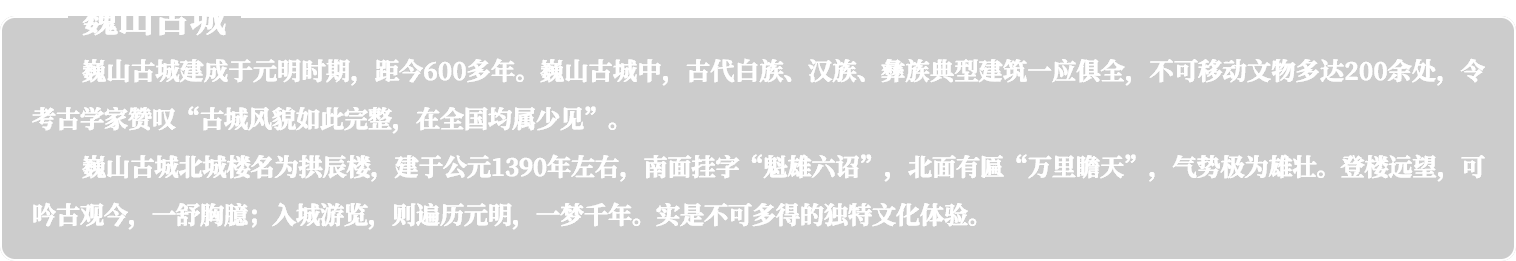 巍山古城
巍山古城建成于元明时期，距今600多年。巍山古城中，古代白族、汉族、彝族典型建筑一应俱全，不可移动文物多达200余处，令
考古学家赞叹“古城风貌如此完整，在全国均属少见”。
巍山古城北城楼名为拱辰楼，建于公元1390年左右，南面挂字“魁雄六诏”，北面有匾“万里瞻天”，气势极为雄壮。登楼远望，可
吟古观今，一舒胸臆；入城游览，则遍历元明，一梦千年。实是不可多得的独特文化体验。